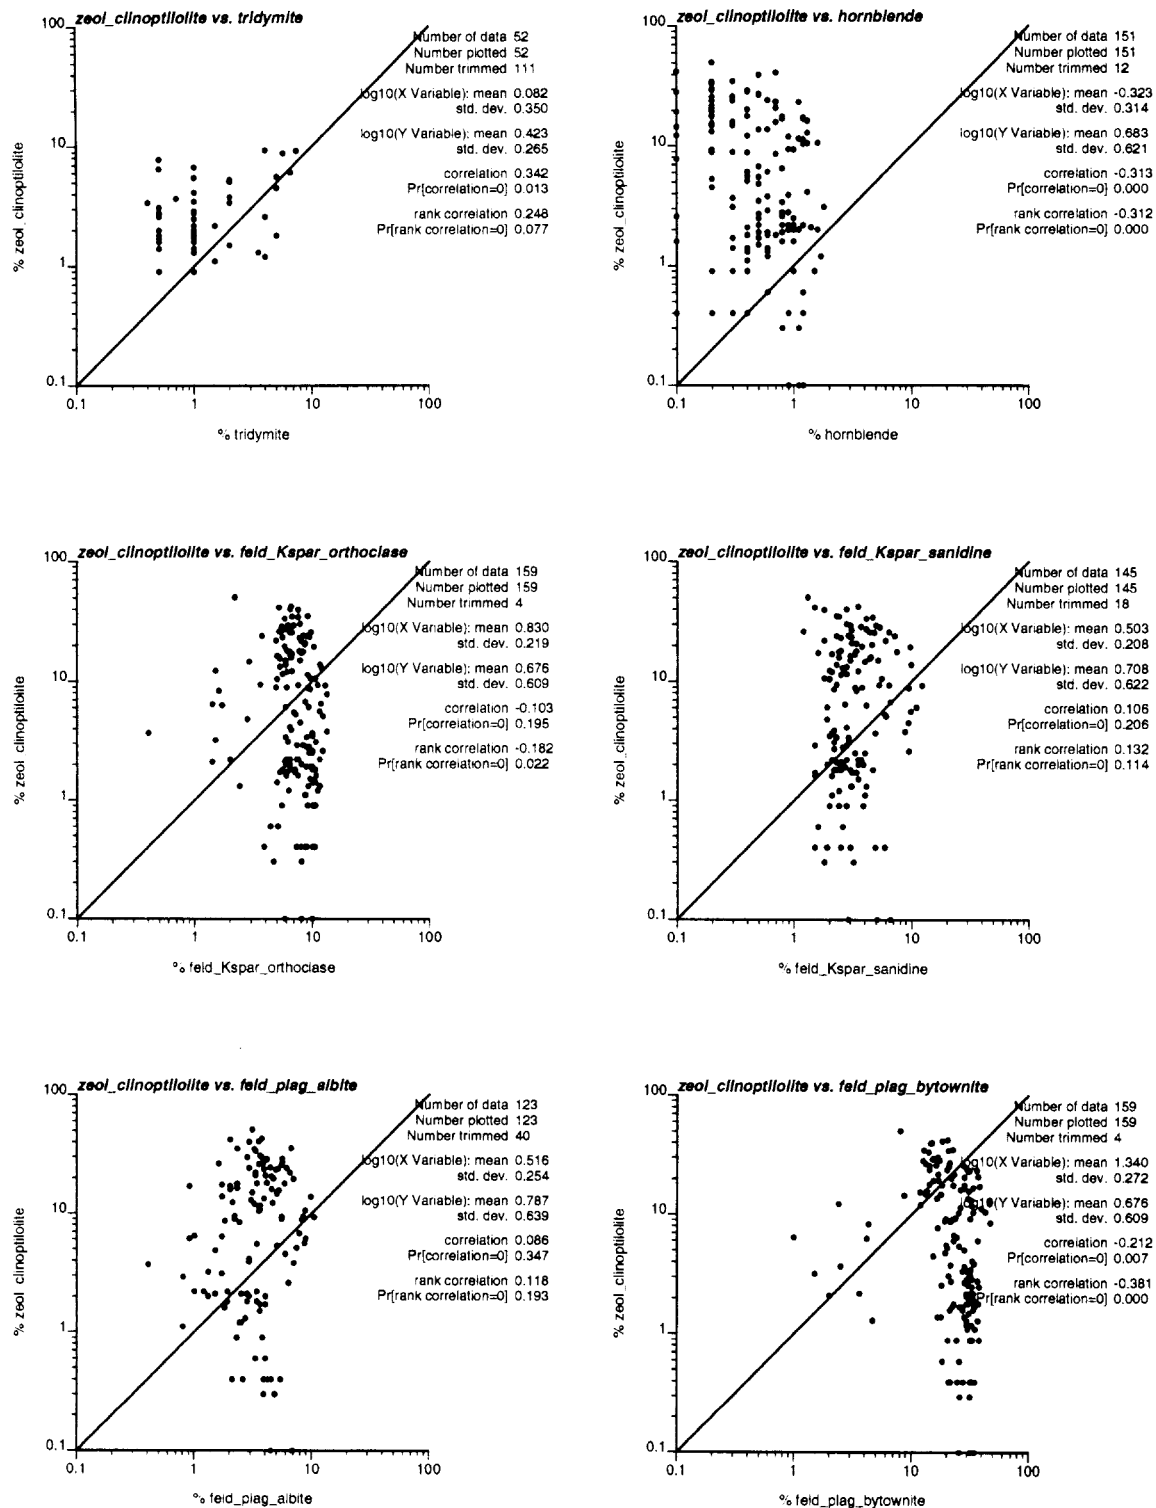 zeol_clinoptilolite vs. tridymite
Number of data 52
Number plotted 52
Number trimmed 111
log10(X Variable): mean 0.082
std. dev. 0.350
log10(Y Variable): mean 0.423
std. dev. 0.265
correlation 0.342
Pr[correlation=0] 0.013
rank correlation 0.248
Pr[rank correlation=0] 0.077
100
10
1
0.1
% zeol_clinoptilolite
0.1 1 10 100
% tridymite
zeol_clinoptilolite vs. hornblende
Number of data 151
Number plotted 151
Number trimmed 12
log10(X Variable): mean -0.323
std. dev. 0.314
log10(Y Variable): mean 0.683
std. dev. 0.621
correlation -0.313
Pr[correlation=0] 0.000
rank correlation -0.312
Pr[rank correlation=0] 0.000
100
10
1
0.1
% zeol_clinoptilolite
0.1 1 10 100
% hornblende
zeol_clinoptilolite vs. feld_Kspar_orthoclase
Number of data 159
Number plotted 159
Number trimmed 4
log10(X Variable): mean 0.830
std. dev. 0.219
log10(Y Variable): mean 0.676
std. dev. 0.609
correlation -0.103
Pr[correlation=0] 0.195
rank correlation -0.182
Pr[rank correlation=0] 0.022
100
10
1
0.1
% zeol_clinoptilolite
0.1 1 10 100
% feld_Kspar_orthoclase
zeol_clinoptilolite vs. feld_Kspar_sanidine
Number of data 145
Number plotted 145
Number trimmed 18
log10(X Variable): mean 0.503
std. dev. 0.208
log10(Y Variable): mean 0.708
std. dev. 0.622
correlation 0.106
Pr[correlation=0] 0.206
rank correlation 0.132
Pr[rank correlation=0] 0.114
100
10
1
0.1
% zeol_clinoptilolite
0.1 1 10 100
% feld_Kspar_sanidine
zeol_clinoptilolite vs. feld_plag_albite
Number of data 123
Number plotted 123
Number trimmed 40
log10(X Variable): mean 0.516
std. dev. 0.254
log10(Y Variable): mean 0.787
std. dev. 0.639
correlation 0.086
Pr[correlation=0] 0.347
rank correlation 0.118
Pr[rank correlation=0] 0.193
100
10
1
0.1
% zeol_clinoptilolite
0.1 1 10 100
% feld_plag_albite
zeol_clinoptilolite vs. feld_plag_bytownite
Number of data 159
Number plotted 159
Number trimmed 4
log10(X Variable): mean 1.340
std. dev. 0.272
log10(Y Variable): mean 0.676
std. dev. 0.609
correlation -0.212
Pr[correlation=0] 0.007
rank correlation -0.381
Pr[rank correlation=0] 0.000
100
10
1
0.1
% zeol_clinoptilolite
0.1 1 10 100
% feld_plag_bytownite